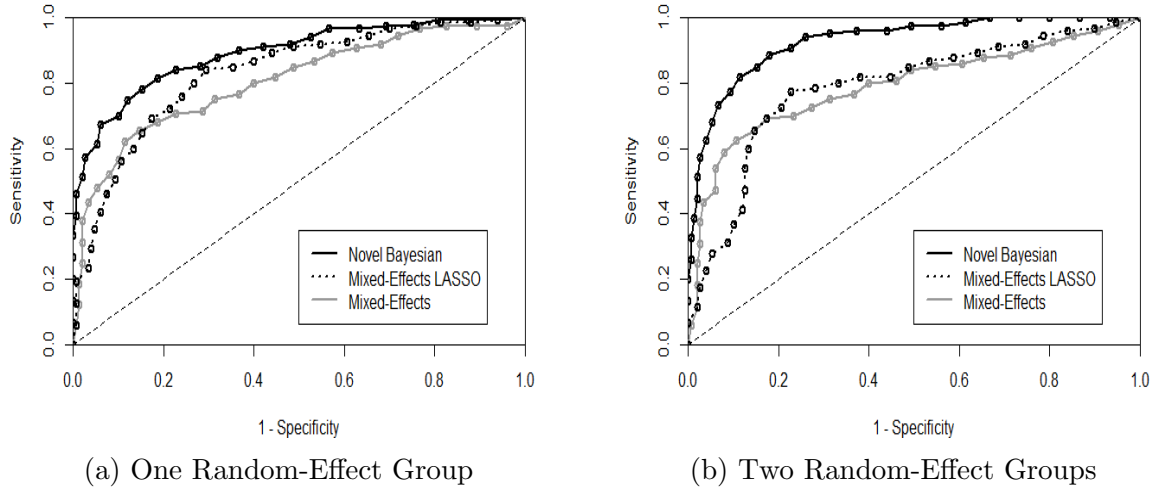 Sensitivity
0.0 0.2 0.4 0.6 0.8 1.0
0.0 0.2 0.4 0.6 0.8 1.0
1 - Specificity
Novel Bayesian
Mixed-Effects LASSO
Mixed-Effects
(a) One Random-Effect Group
Sensitivity
0.0 0.2 0.4 0.6 0.8 1.0
0.0 0.2 0.4 0.6 0.8 1.0
1 - Specificity
Novel Bayesian
Mixed-Effects LASSO
Mixed-Effects
(b) Two Random-Effect Groups